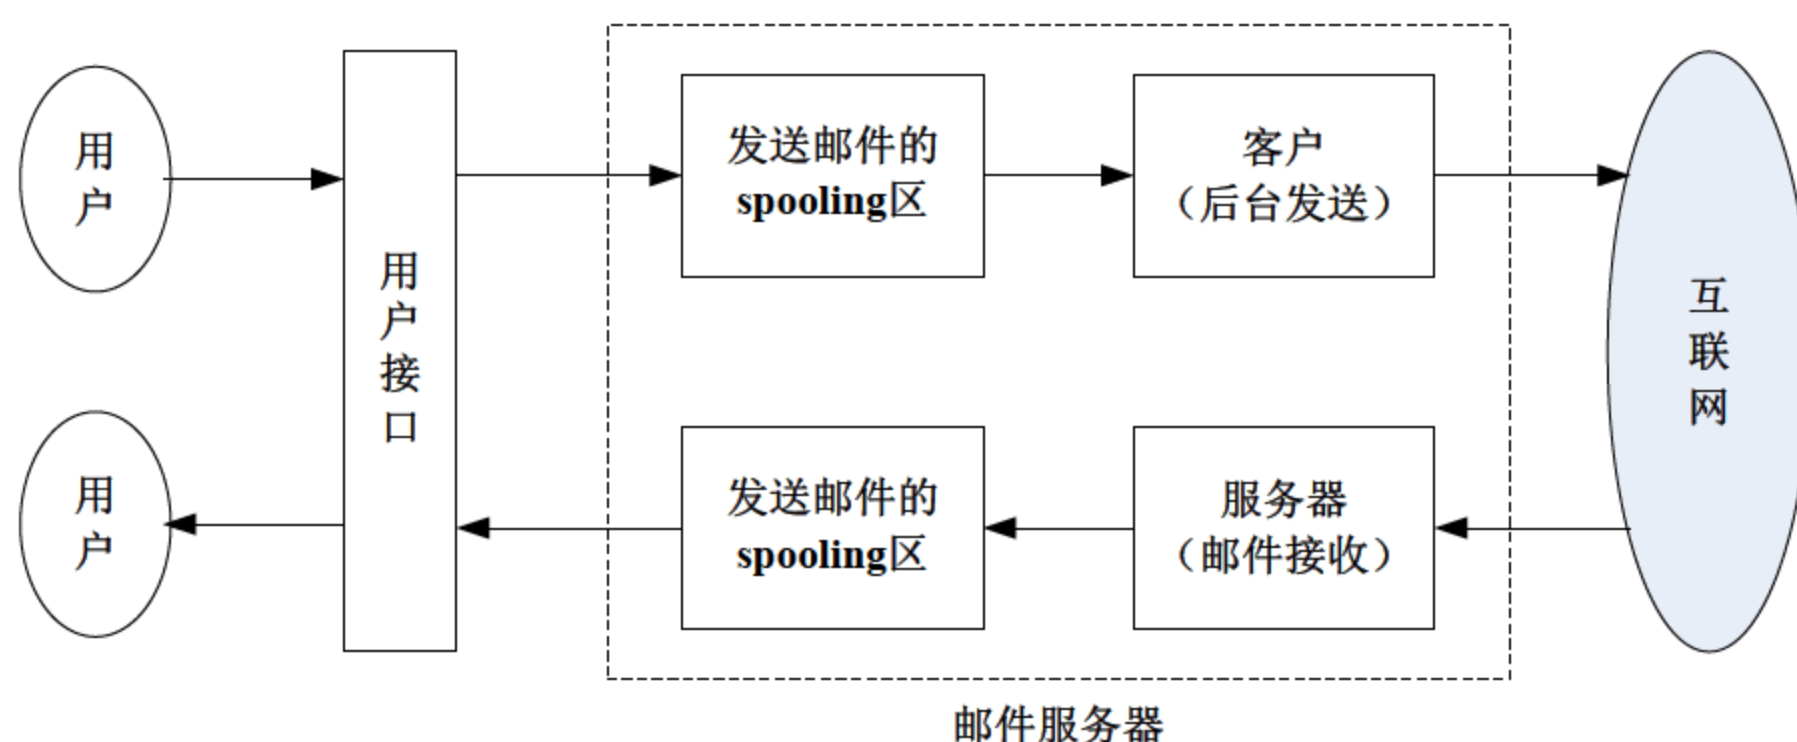 用户
用户接口
发送邮件的
spooling区
客户
（后台发送）
互联网
用户
发送邮件的
spooling区
服务器
（邮件接收）
邮件服务器